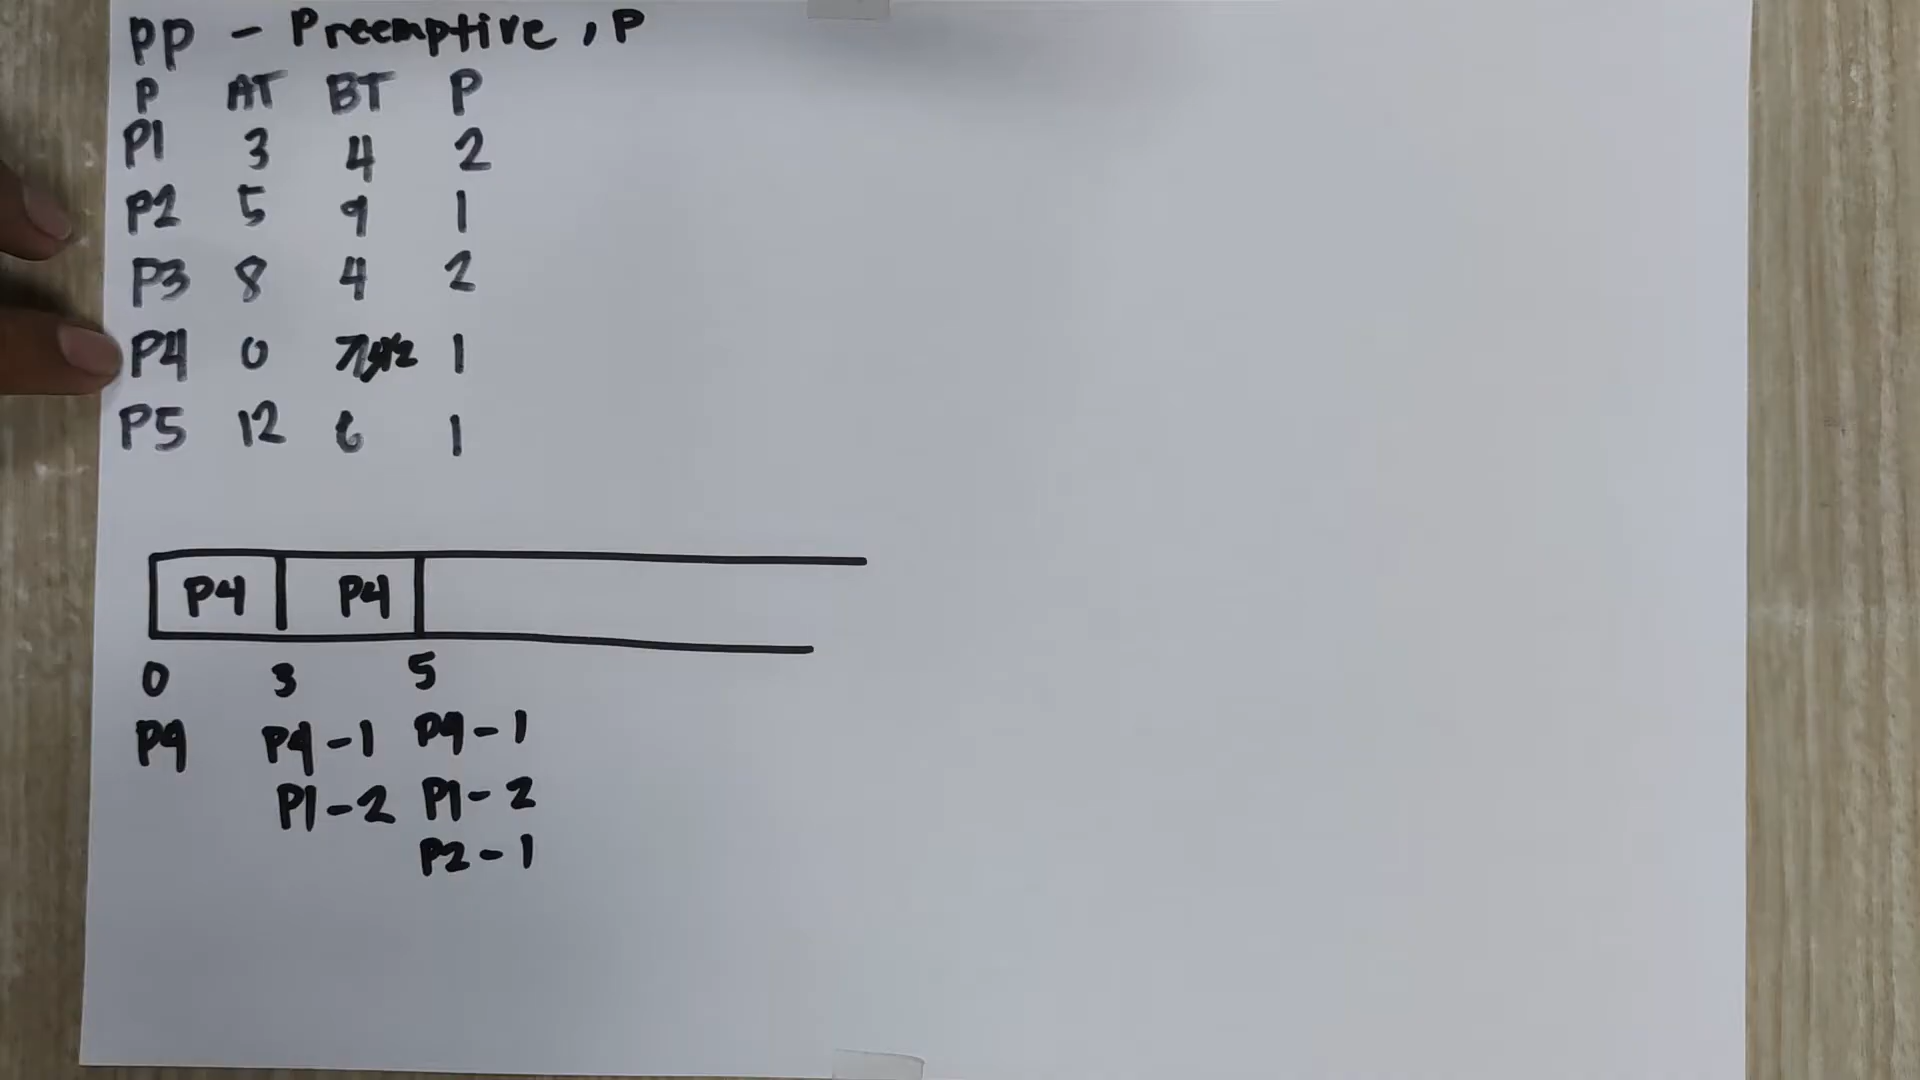 PP - Preemptive, P
P AT BT P
P1 3 4 2
P2 5 9 1
P3 8 4 2
P4 0 7 2 1
P5 12 6 1
P4 P4
0 3 5
P4 P4-1 P4-1
P1-2 P1-2
P2-1